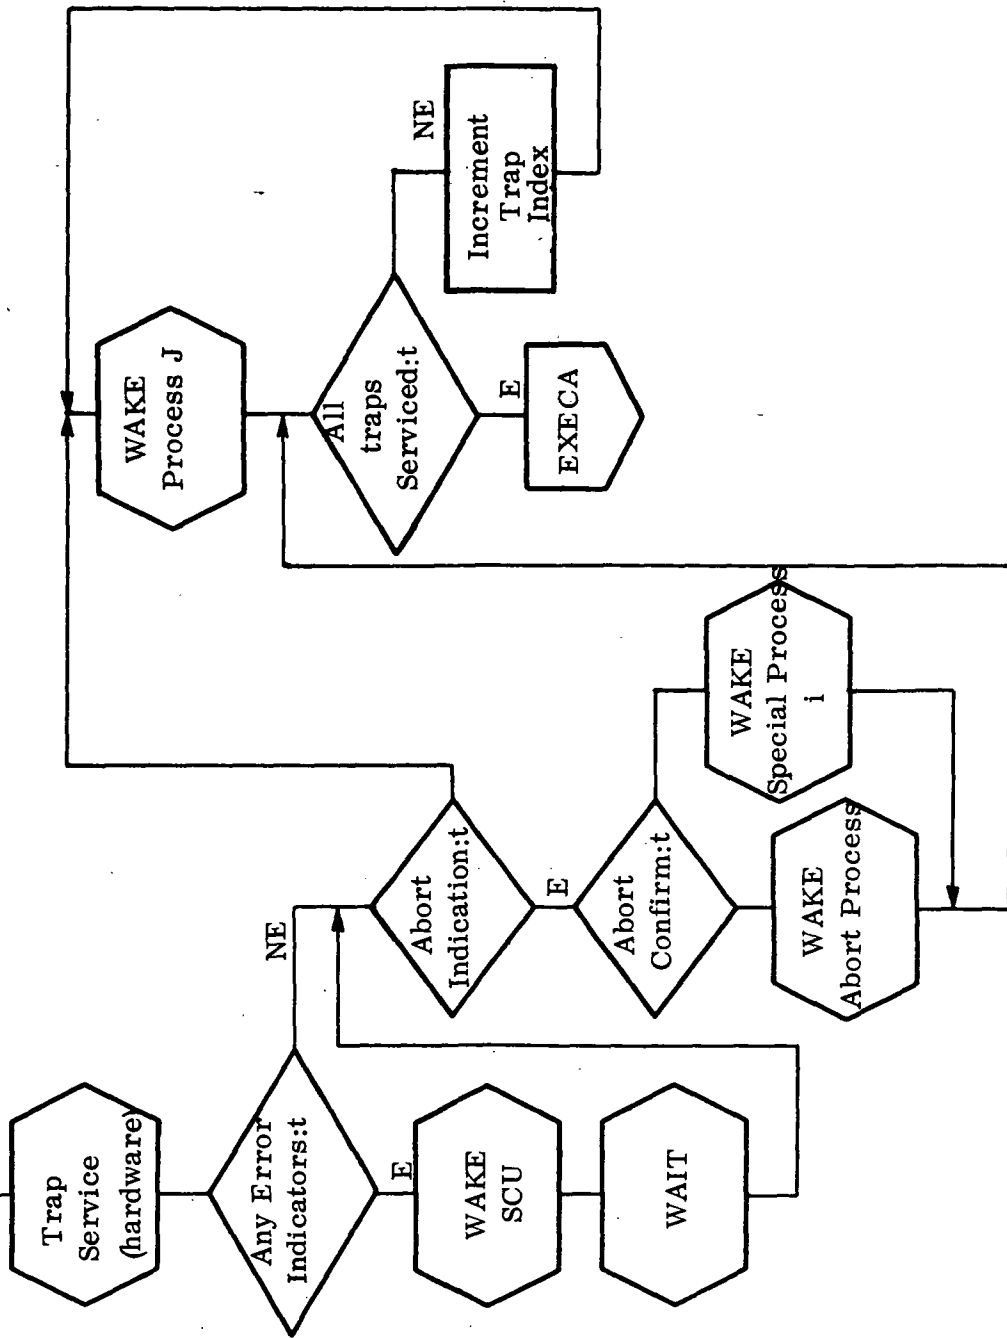 Trap
Service
(hardware)
Any Error
Indicators:t
NE
E
WAKE
SCU
WAIT
Abort
Indication:t
E
Abort
Confirm:t
WAKE
Abort Process
WAKE
Special Process
i
WAKE
Process J
All
traps
Serviced:t
NE
E
EXECA
Increment
Trap
Index